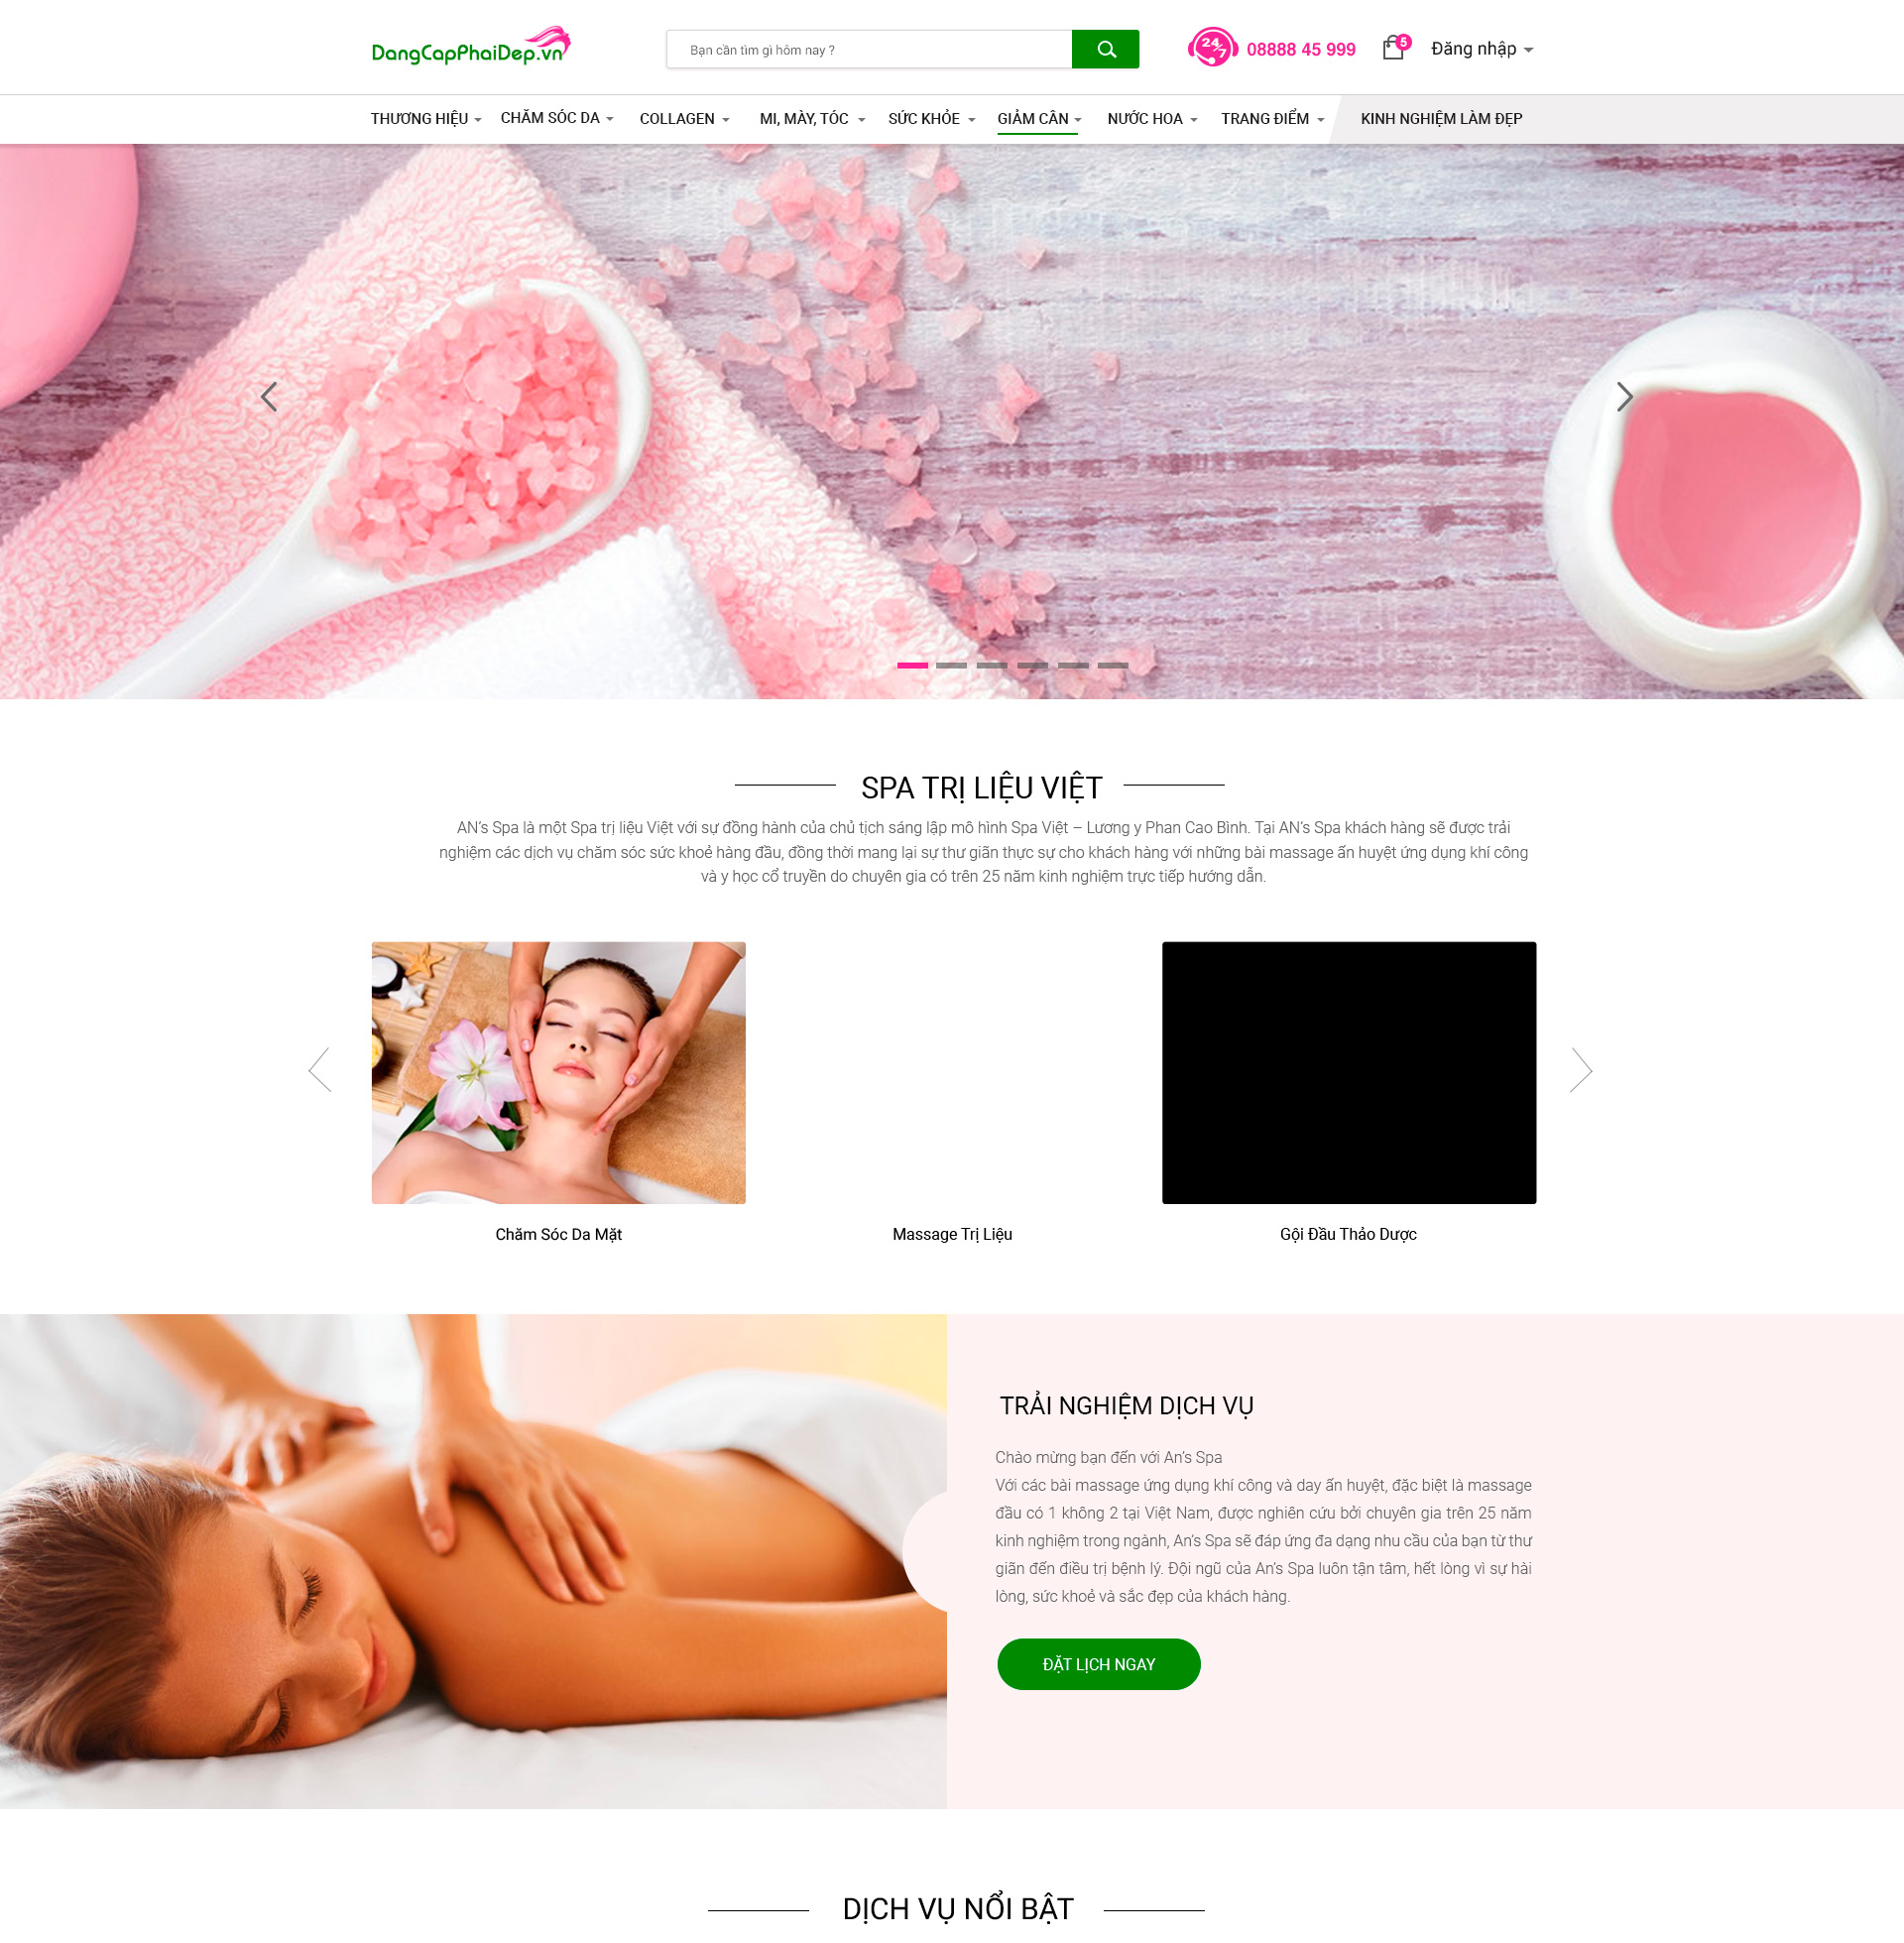 DangCapPhaiDep.vn
Bạn cần tìm gì hôm nay ?
24/7
08888 45 999
5
Đăng nhập
THƯƠNG HIỆU
CHĂM SÓC DA
COLLAGEN
MI, MÀY, TÓC
SỨC KHỎE
GIẢM CÂN
NƯỚC HOA
TRANG ĐIỂM
KINH NGHIỆM LÀM ĐẸP
SPA TRỊ LIỆU VIỆT
AN’s Spa là một Spa trị liệu Việt với sự đồng hành của chủ tịch sáng lập mô hình Spa Việt – Lương y Phan Cao Bình. Tại AN’s Spa khách hàng sẽ được trải
nghiệm các dịch vụ chăm sóc sức khoẻ hàng đầu, đồng thời mang lại sự thư giãn thực sự cho khách hàng với những bài massage ấn huyệt ứng dụng khí công
và y học cổ truyền do chuyên gia có trên 25 năm kinh nghiệm trực tiếp hướng dẫn.
Chăm Sóc Da Mặt
Massage Trị Liệu
Gội Đầu Thảo Dược
TRẢI NGHIỆM DỊCH VỤ
Chào mừng bạn đến với An’s Spa
Với các bài massage ứng dụng khí công và day ấn huyệt, đặc biệt là massage
đầu có 1 không 2 tại Việt Nam, được nghiên cứu bởi chuyên gia trên 25 năm
kinh nghiệm trong ngành, An’s Spa sẽ đáp ứng đa dạng nhu cầu của bạn từ thư
giãn đến điều trị bệnh lý. Đội ngũ của An’s Spa luôn tận tâm, hết lòng vì sự hài
lòng, sức khoẻ và sắc đẹp của khách hàng.
ĐẶT LỊCH NGAY
DỊCH VỤ NỔI BẬT